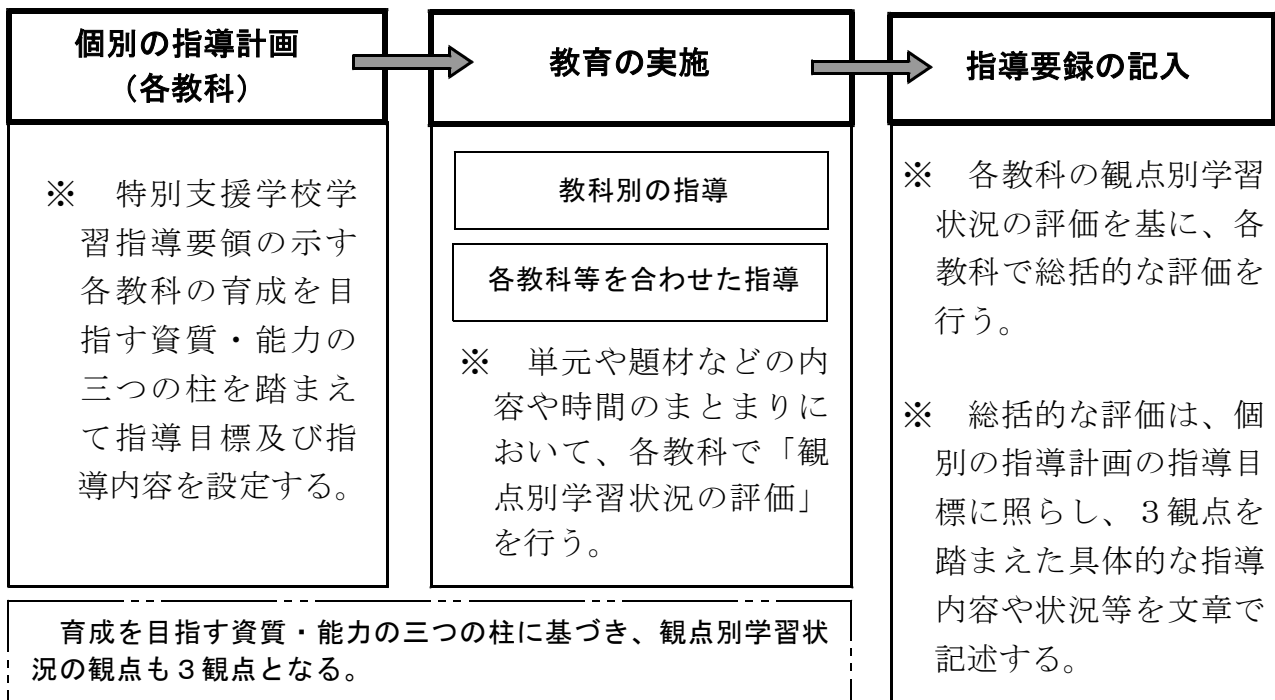 個別の指導計画
（各教科）
※　特別支援学校学
習指導要領の示す
各教科の育成を目
指す資質・能力の
三つの柱を踏まえ
て指導目標及び指
導内容を設定する。
教育の実施
教科別の指導
各教科等を合わせた指導
※　単元や題材などの内
容や時間のまとまりに
おいて、各教科で「観
点別学習状況の評価」
を行う。
育成を目指す資質・能力の三つの柱に基づき、観点別学習状
況の観点も３観点となる。
指導要録の記入
※　各教科の観点別学習
状況の評価を基に、各
教科で総括的な評価を
行う。
※　総括的な評価は、個
別の指導計画の指導目
標に照らし、３観点を
踏まえた具体的な指導
内容や状況等を文章で
記述する。